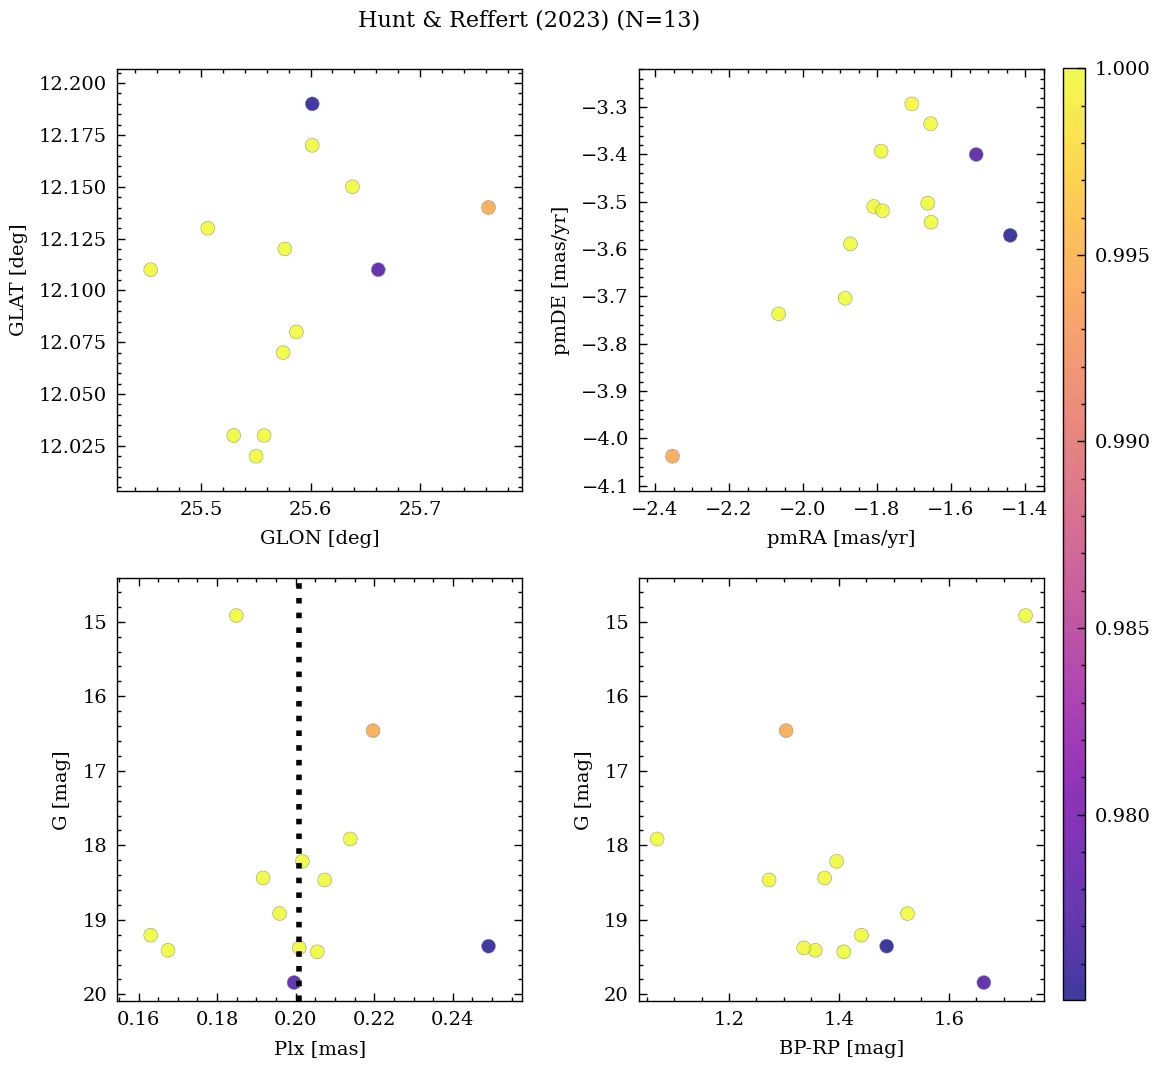 Hunt & Reffert (2023) (N=13)
12.200
12.175
12.150
12.125
12.100
12.075
12.050
12.025
GLAT [deg]
25.5 25.6 25.7
GLON [deg]
−3.3
−3.4
−3.5
−3.6
−3.7
−3.8
−3.9
−4.0
−4.1
pmDE [mas/yr]
−2.4 −2.2 −2.0 −1.8 −1.6 −1.4
pmRA [mas/yr]
15
16
17
18
19
20
G [mag]
0.16 0.18 0.20 0.22 0.24
Plx [mas]
15
16
17
18
19
20
G [mag]
1.2 1.4 1.6
BP-RP [mag]
1.000
0.995
0.990
0.985
0.980